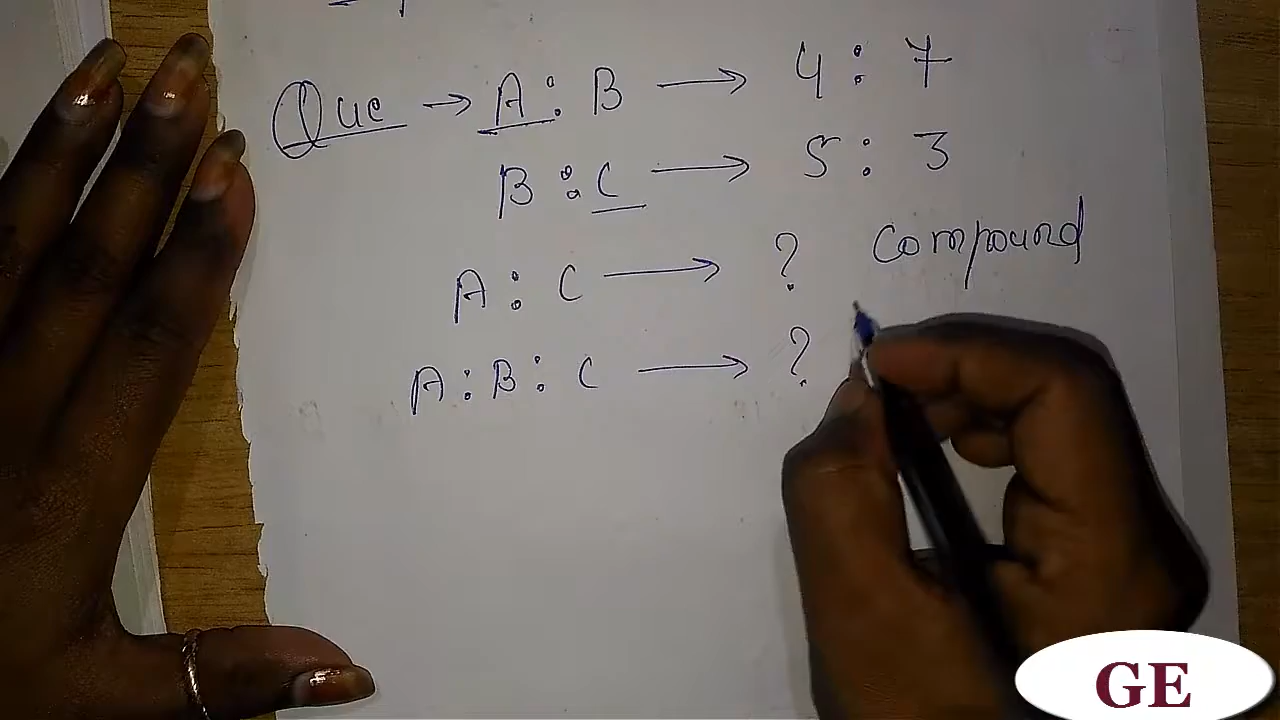 Que → A : B → 4 : 7
B : C → 5 : 3
A : C → ? Compound
A : B : C → ?
GE